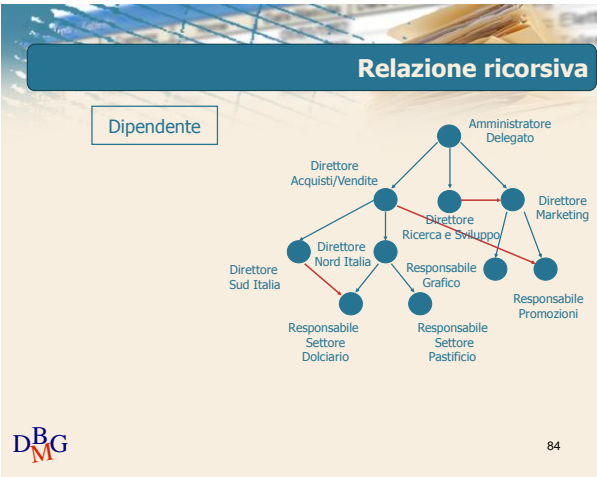 Relazione ricorsiva
Dipendente
Amministratore
Delegato
Direttore
Acquisti/Vendite
Direttore
Marketing
Direttore
Ricerca e Sviluppo
Direttore
Nord Italia
Direttore
Sud Italia
Responsabile
Grafico
Responsabile
Promozioni
Responsabile
Settore
Dolciario
Responsabile
Settore
Pastificio
DBMG
84